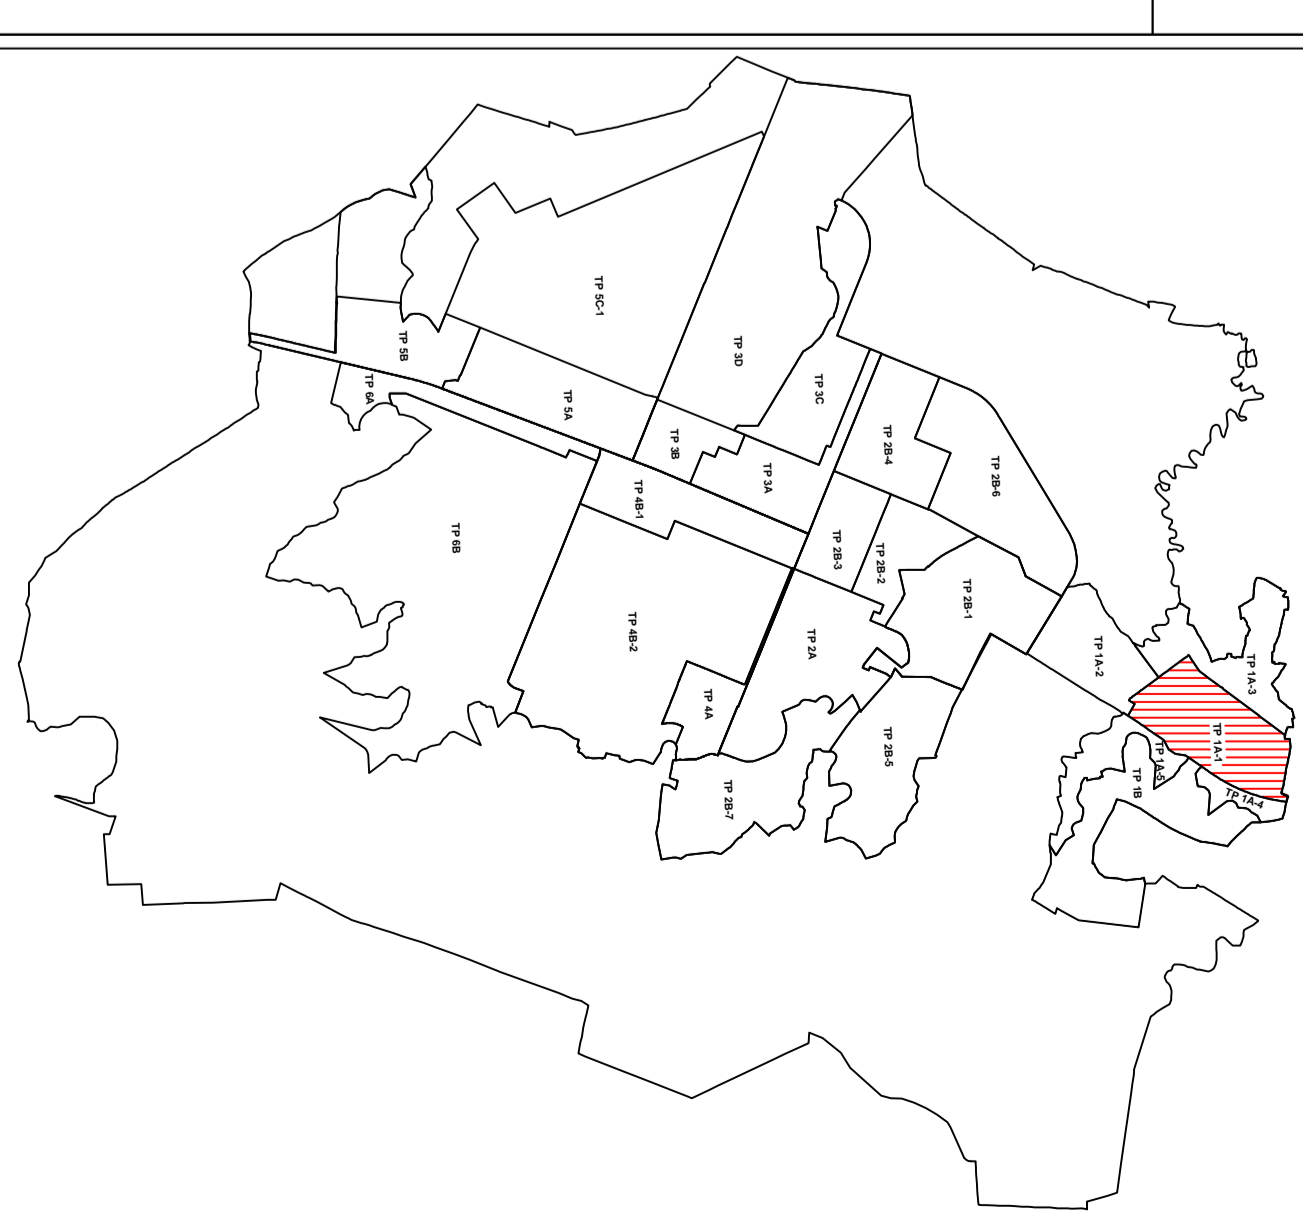 TP 5C-1
TP 3D
TP 5B
TP 6A
TP 5A
TP 3C
TP 3B
TP 3A
TP 2B-4
TP 2B-6
TP 4B-1
TP 6B
TP 2B-3
TP 2B-2
TP 2B-1
TP 4B-2
TP 2A
TP 4A
TP 1A-2
TP 1A-3
TP 1A-1
TP 1A-5
TP 1B
TP 1A-4
TP 2B-5
TP 2B-7